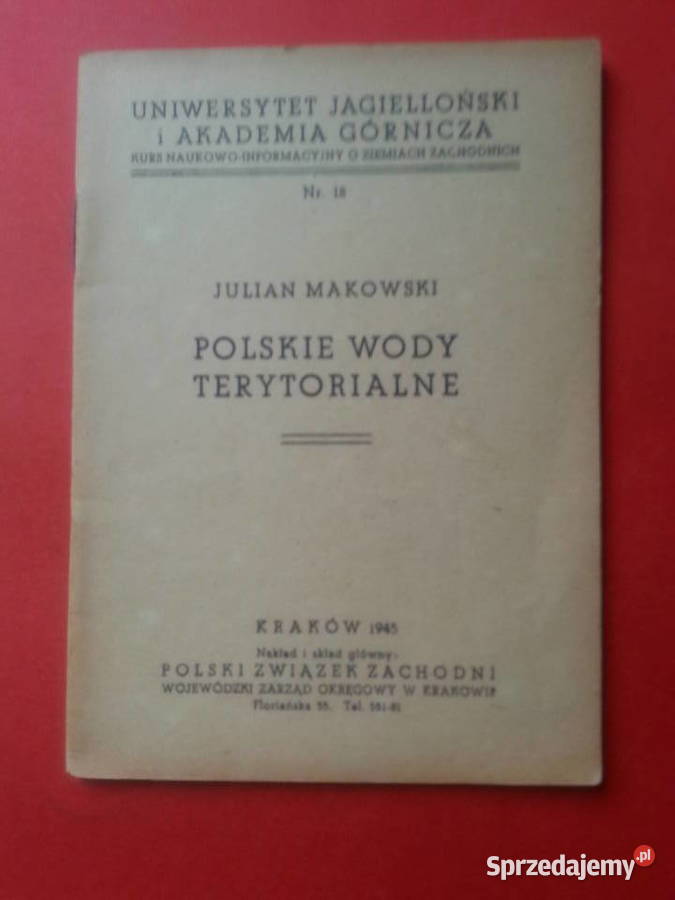 UNIWERSYTET JAGIELLOŃSKI
i AKADEMIA GÓRNICZA
KURS NAUKOWO-INFORMACYJNY O ZIEMIACH ZACHODNICH
Nr. 18
JULIAN MAKOWSKI
POLSKIE WODY
TERYTORIALNE
KRAKÓW 1945
Nakład i skład główny:
POLSKI ZWIĄZEK ZACHODNI
WOJEWÓDZKI ZARZĄD OKRĘGOWY W KRAKOWIE
Floriańska 55. Tel. 581-81
Sprzedajemy.pl